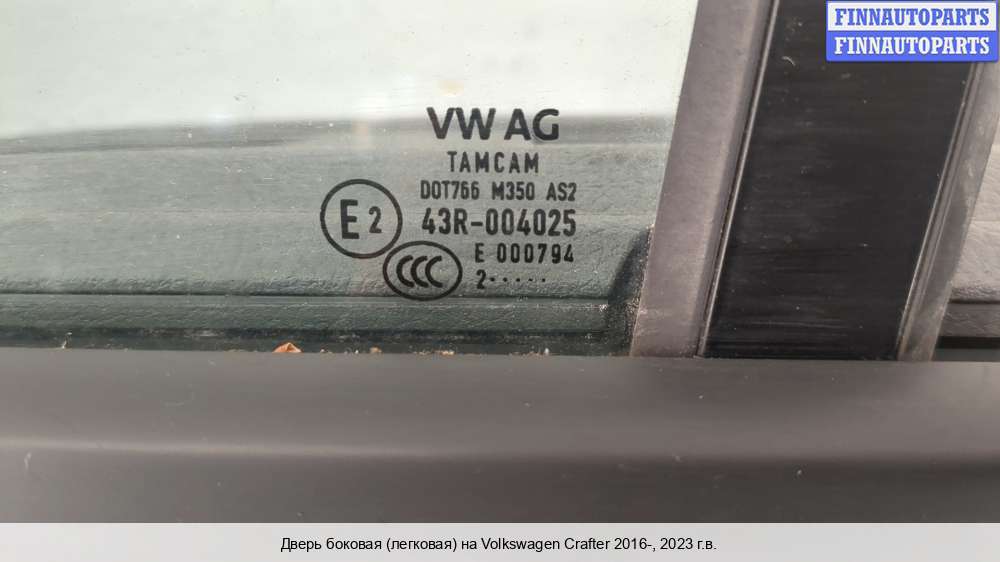 FINNAUTOPARTS
FINNAUTOPARTS
VW AG
TAMCAM
DOT766 M350 AS2
E2 43R-004025
CCC E 000794
2·····
Дверь боковая (легковая) на Volkswagen Crafter 2016-, 2023 г.в.